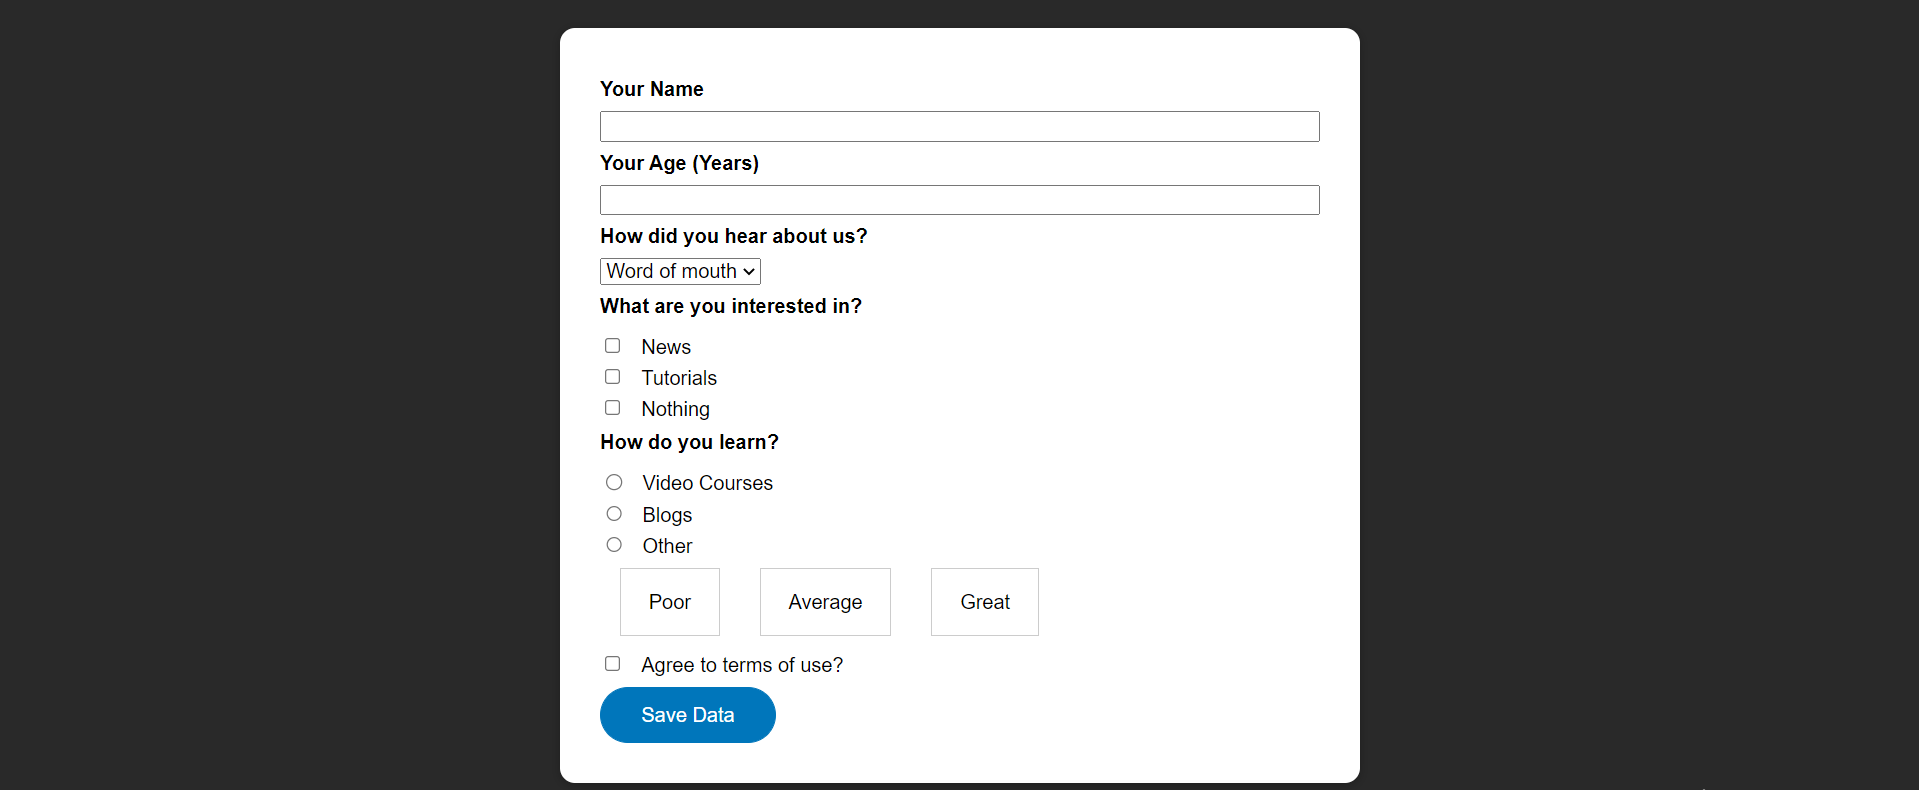 Your Name
Your Age (Years)
How did you hear about us?
Word of mouth
What are you interested in?
News
Tutorials
Nothing
How do you learn?
Video Courses
Blogs
Other
Poor Average Great
Agree to terms of use?
Save Data